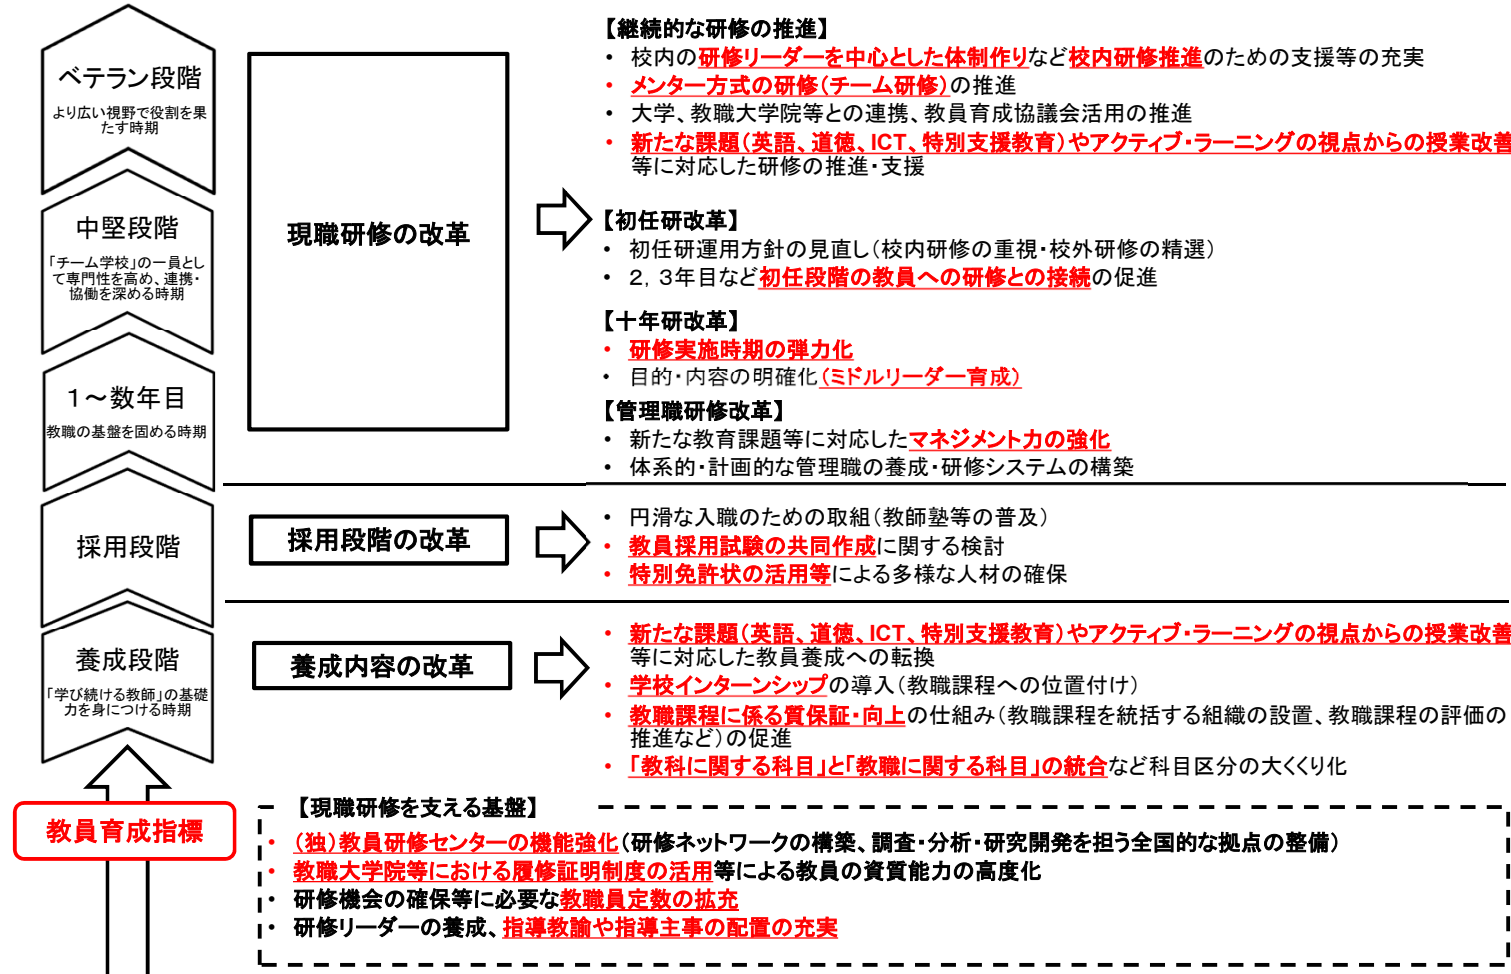 ベテラン段階
より広い視野で役割を果
たす時期
中堅段階
「チーム学校」の一員とし
て専門性を高め、連携・
協働を深める時期
１～数年目
教職の基盤を固める時期
採用段階
養成段階
「学び続ける教師」の基礎
力を身につける時期
教員育成指標
現職研修の改革
【継続的な研修の推進】
・ 校内の研修リーダーを中心とした体制作りなど校内研修推進のための支援等の充実
・ メンター方式の研修（チーム研修）の推進
・ 大学、教職大学院等との連携、教員育成協議会活用の推進
・ 新たな課題（英語、道徳、ICT、特別支援教育）やアクティブ・ラーニングの視点からの授業改善
等に対応した研修の推進・支援
【初任研改革】
・ 初任研運用方針の見直し（校内研修の重視・校外研修の精選）
・ ２，３年目など初任段階の教員への研修との接続の促進
【十年研改革】
・ 研修実施時期の弾力化
・ 目的・内容の明確化（ミドルリーダー育成）
【管理職研修改革】
・ 新たな教育課題等に対応したマネジメント力の強化
・ 体系的・計画的な管理職の養成・研修システムの構築
採用段階の改革
・ 円滑な入職のための取組（教師塾等の普及）
・ 教員採用試験の共同作成に関する検討
・ 特別免許状の活用等による多様な人材の確保
養成内容の改革
・ 新たな課題（英語、道徳、ICT、特別支援教育）やアクティブ・ラーニングの視点からの授業改善
等に対応した教員養成への転換
・ 学校インターンシップの導入（教職課程への位置付け）
・ 教職課程に係る質保証・向上の仕組み（教職課程を統括する組織の設置、教職課程の評価の
推進など）の促進
・ 「教科に関する科目」と「教職に関する科目」の統合など科目区分の大くくり化
【現職研修を支える基盤】
・ （独）教員研修センターの機能強化（研修ネットワークの構築、調査・分析・研究開発を担う全国的な拠点の整備）
・ 教職大学院等における履修証明制度の活用等による教員の資質能力の高度化
・ 研修機会の確保等に必要な教職員定数の拡充
・ 研修リーダーの養成、指導教諭や指導主事の配置の充実